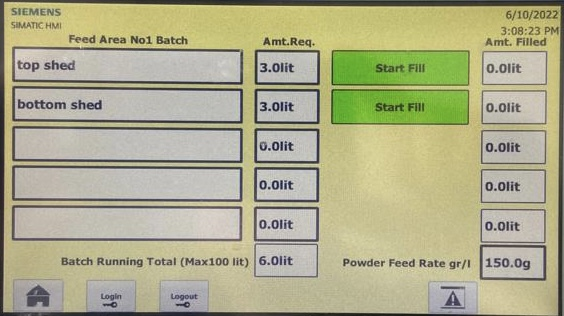 SIEMENS
SIMATIC HMI
6/10/2022
3:08:23 PM
Feed Area No1 Batch Amt.Req. Amt. Filled
top shed 3.0lit Start Fill 0.0lit
bottom shed 3.0lit Start Fill 0.0lit
0.0lit 0.0lit
0.0lit 0.0lit
0.0lit 0.0lit
Batch Running Total (Max100 lit) 6.0lit Powder Feed Rate gr/l 150.0g
Login Logout